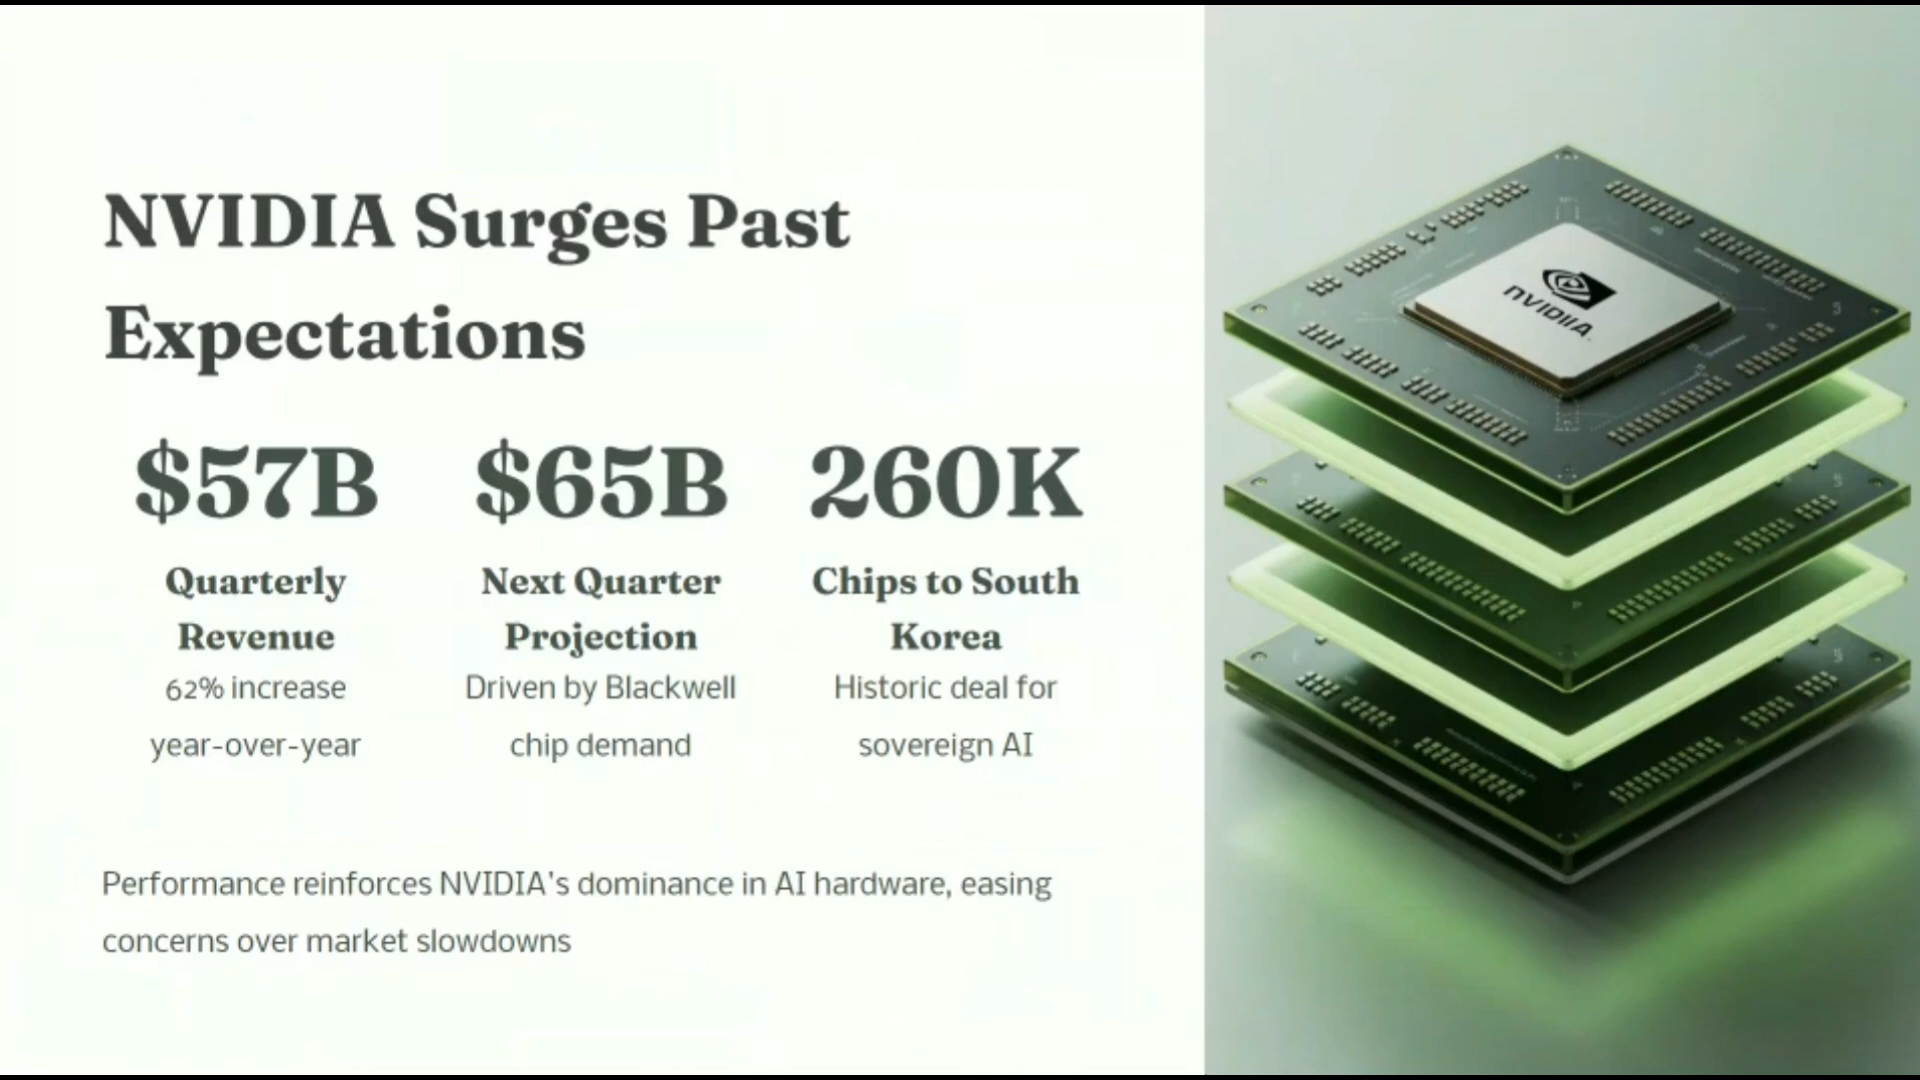 NVIDIA Surges Past
Expectations
$57B
Quarterly
Revenue
62% increase
year-over-year
$65B
Next Quarter
Projection
Driven by Blackwell
chip demand
260K
Chips to South
Korea
Historic deal for
sovereign AI
Performance reinforces NVIDIA's dominance in AI hardware, easing
concerns over market slowdowns